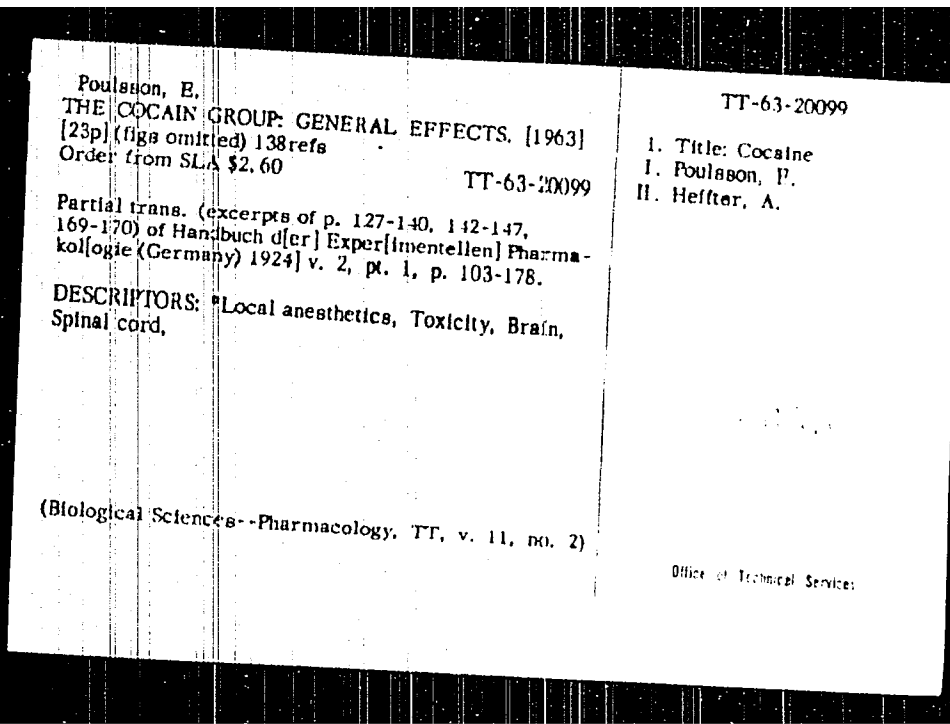 Poulsson, E.
THE COCAIN GROUP: GENERAL EFFECTS. [1963]
[23p] (figs omitted) 138refs
Order from SLA $2.60
TT-63-20099
Partial trans. (excerpts of p. 127-140, 142-147,
169-170) of Handbuch d[er] Exper[imentellen] Pharma-
kol[ogie (Germany) 1924] v. 2, pt. 1, p. 103-178.
DESCRIPTORS: *Local anesthetics, Toxicity, Brain,
Spinal cord,
(Biological Sciences--Pharmacology, TT, v. 11, no. 2)
TT-63-20099
1. Title: Cocaine
I. Poulsson, E.
II. Heffter, A.
Office of Technical Services